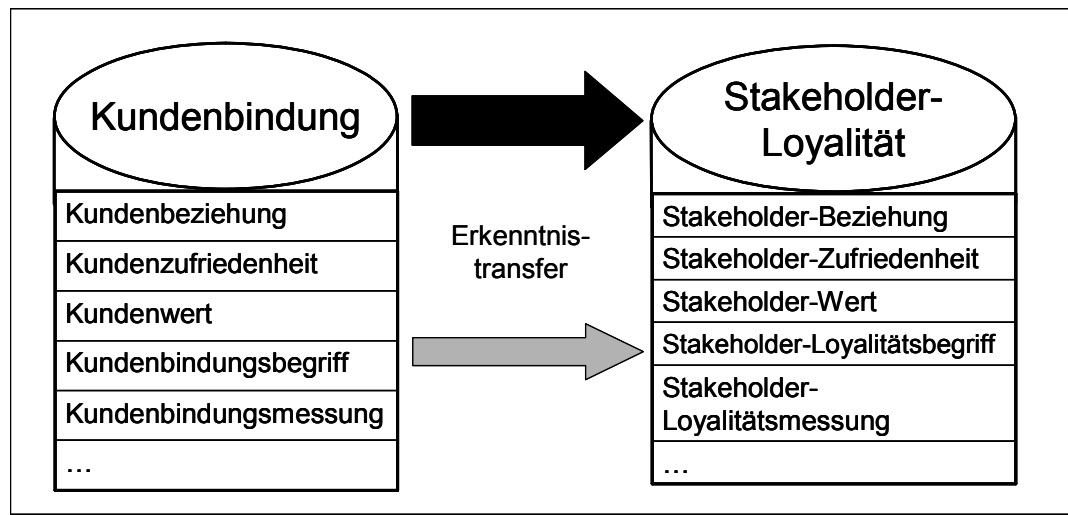 Kundenbindung
Kundenbeziehung
Kundenzufriedenheit
Kundenwert
Kundenbindungsbegriff
Kundenbindungsmessung
...
Erkenntnis-
transfer
Stakeholder-
Loyalität
Stakeholder-Beziehung
Stakeholder-Zufriedenheit
Stakeholder-Wert
Stakeholder-Loyalitätsbegriff
Stakeholder-
Loyalitätsmessung
...